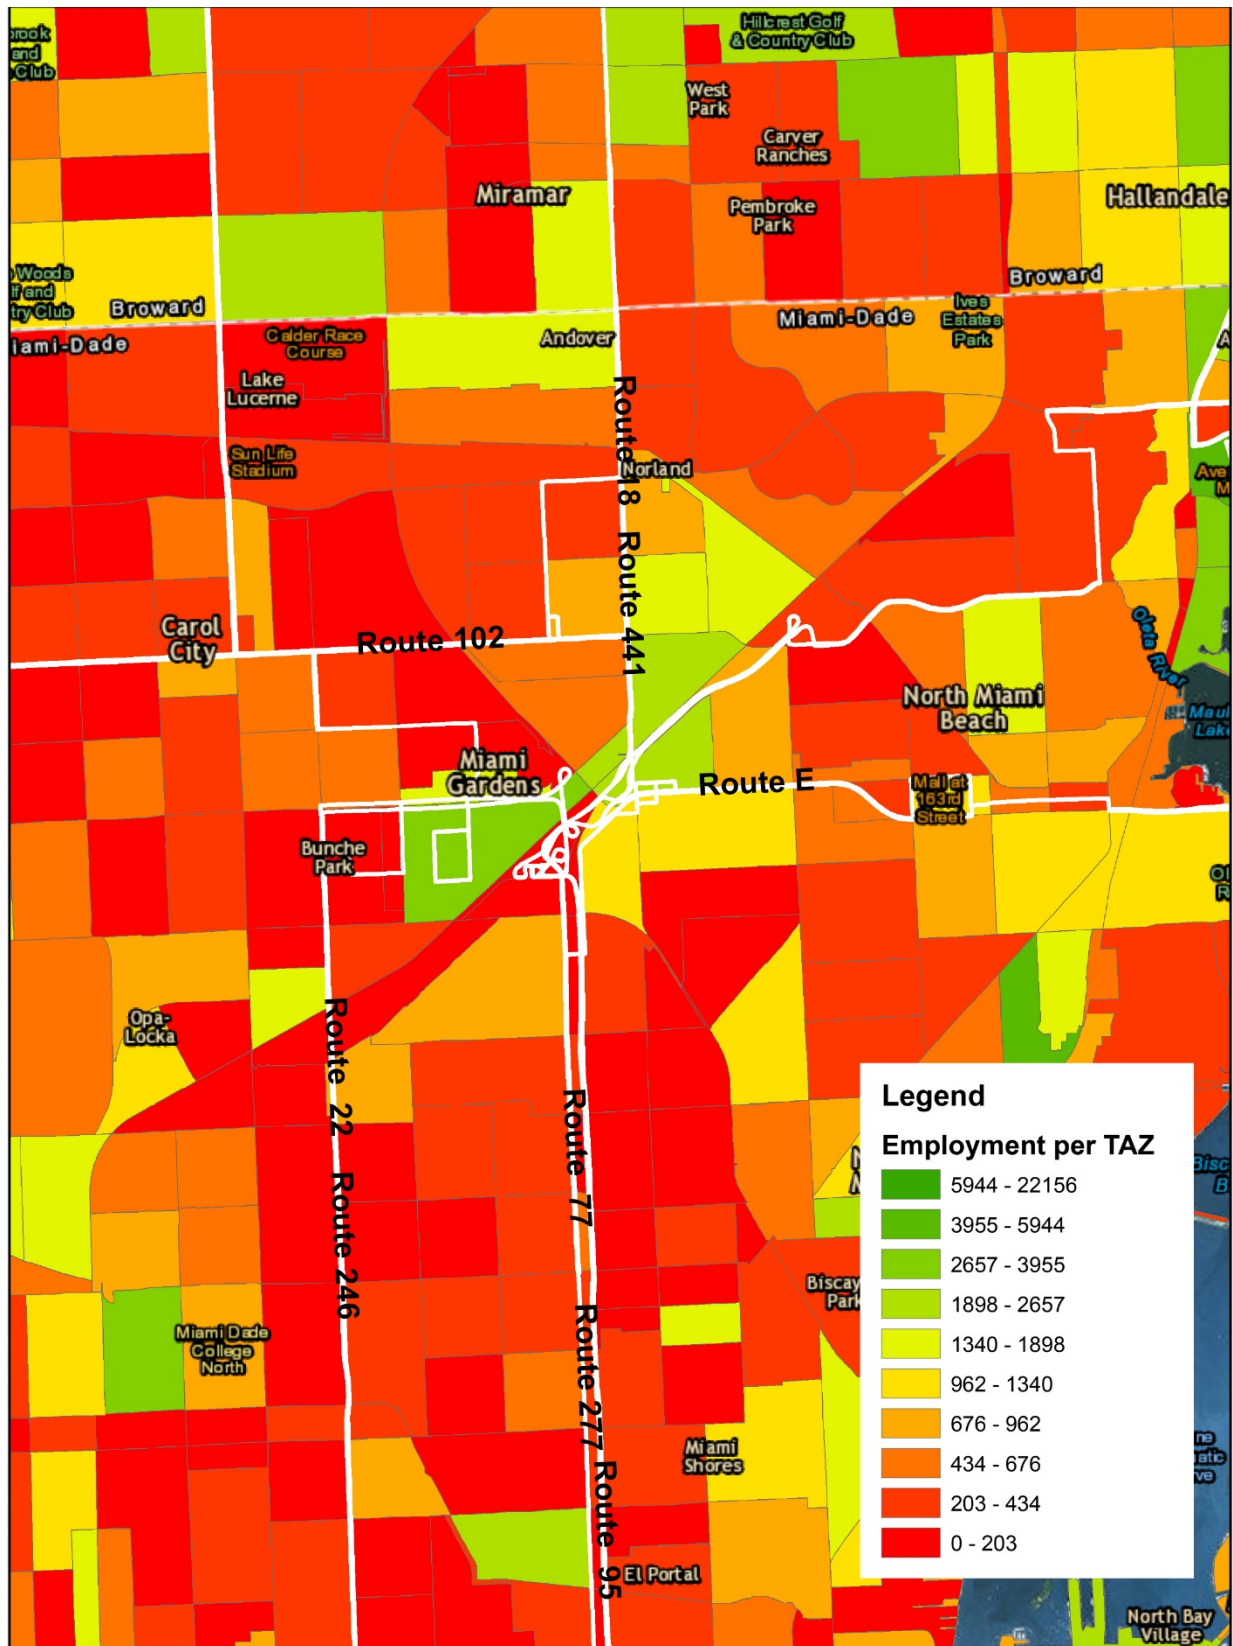 Hillcrest Golf
& Country Club
West
Park
Carver
Ranches
Miramar
Hallandale
Pembroke
Park
Woods
Broward
Broward
Ives
Estates
Park
Miami-Dade
iami-Dade
Calder Race
Course
Andover
Lake
Lucerne
Route 18
Sun Life
Stadium
Norland
Route 441
Carol
City
Route 102
Oleta River
North Miami
Beach
Miami
Gardens
Route E
Mall at
163rd
Street
Bunche
Park
Opa-
Locka
Route 22
Route 246
Route 77
Route 277
Route 95
Miami Dade
College
North
Miami
Shores
El Portal
North Bay
Village
Legend
Employment per TAZ
5944 - 22156
3955 - 5944
2657 - 3955
1898 - 2657
1340 - 1898
962 - 1340
676 - 962
434 - 676
203 - 434
0 - 203